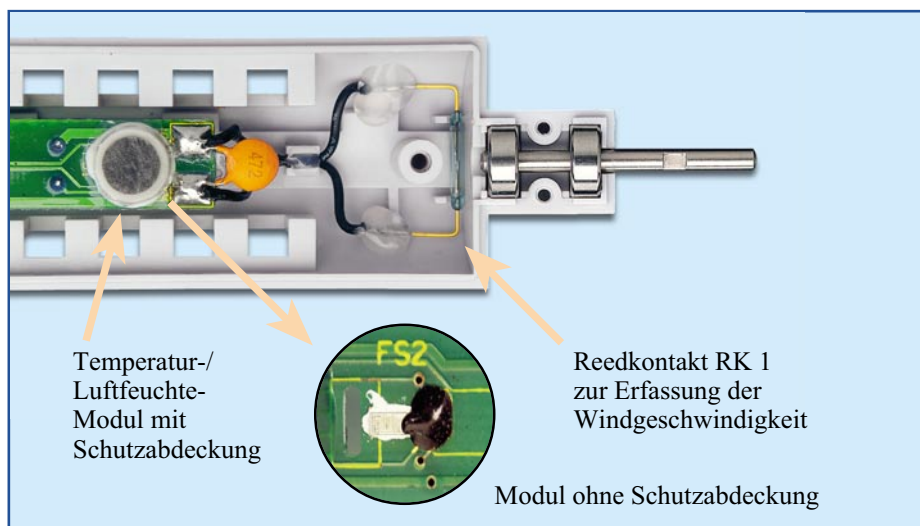 472
Temperatur-/
Luftfeuchte-
Modul mit
Schutzabdeckung
FS2
Reedkontakt RK 1
zur Erfassung der
Windgeschwindigkeit
Modul ohne Schutzabdeckung